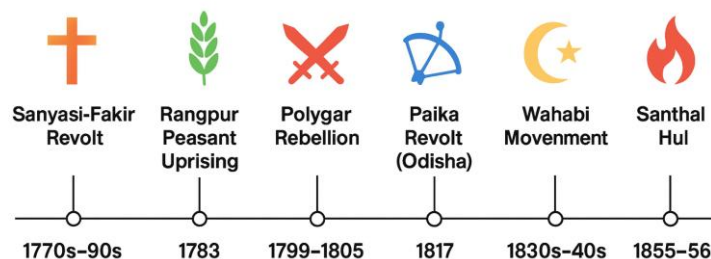 Sanyasi-Fakir
Revolt
Rangpur
Peasant
Uprising
Polygar
Rebellion
Paika
Revolt
(Odisha)
Wahabi
Movenment
Santhal
Hul
1770s–90s
1783
1799–1805
1817
1830s–40s
1855–56